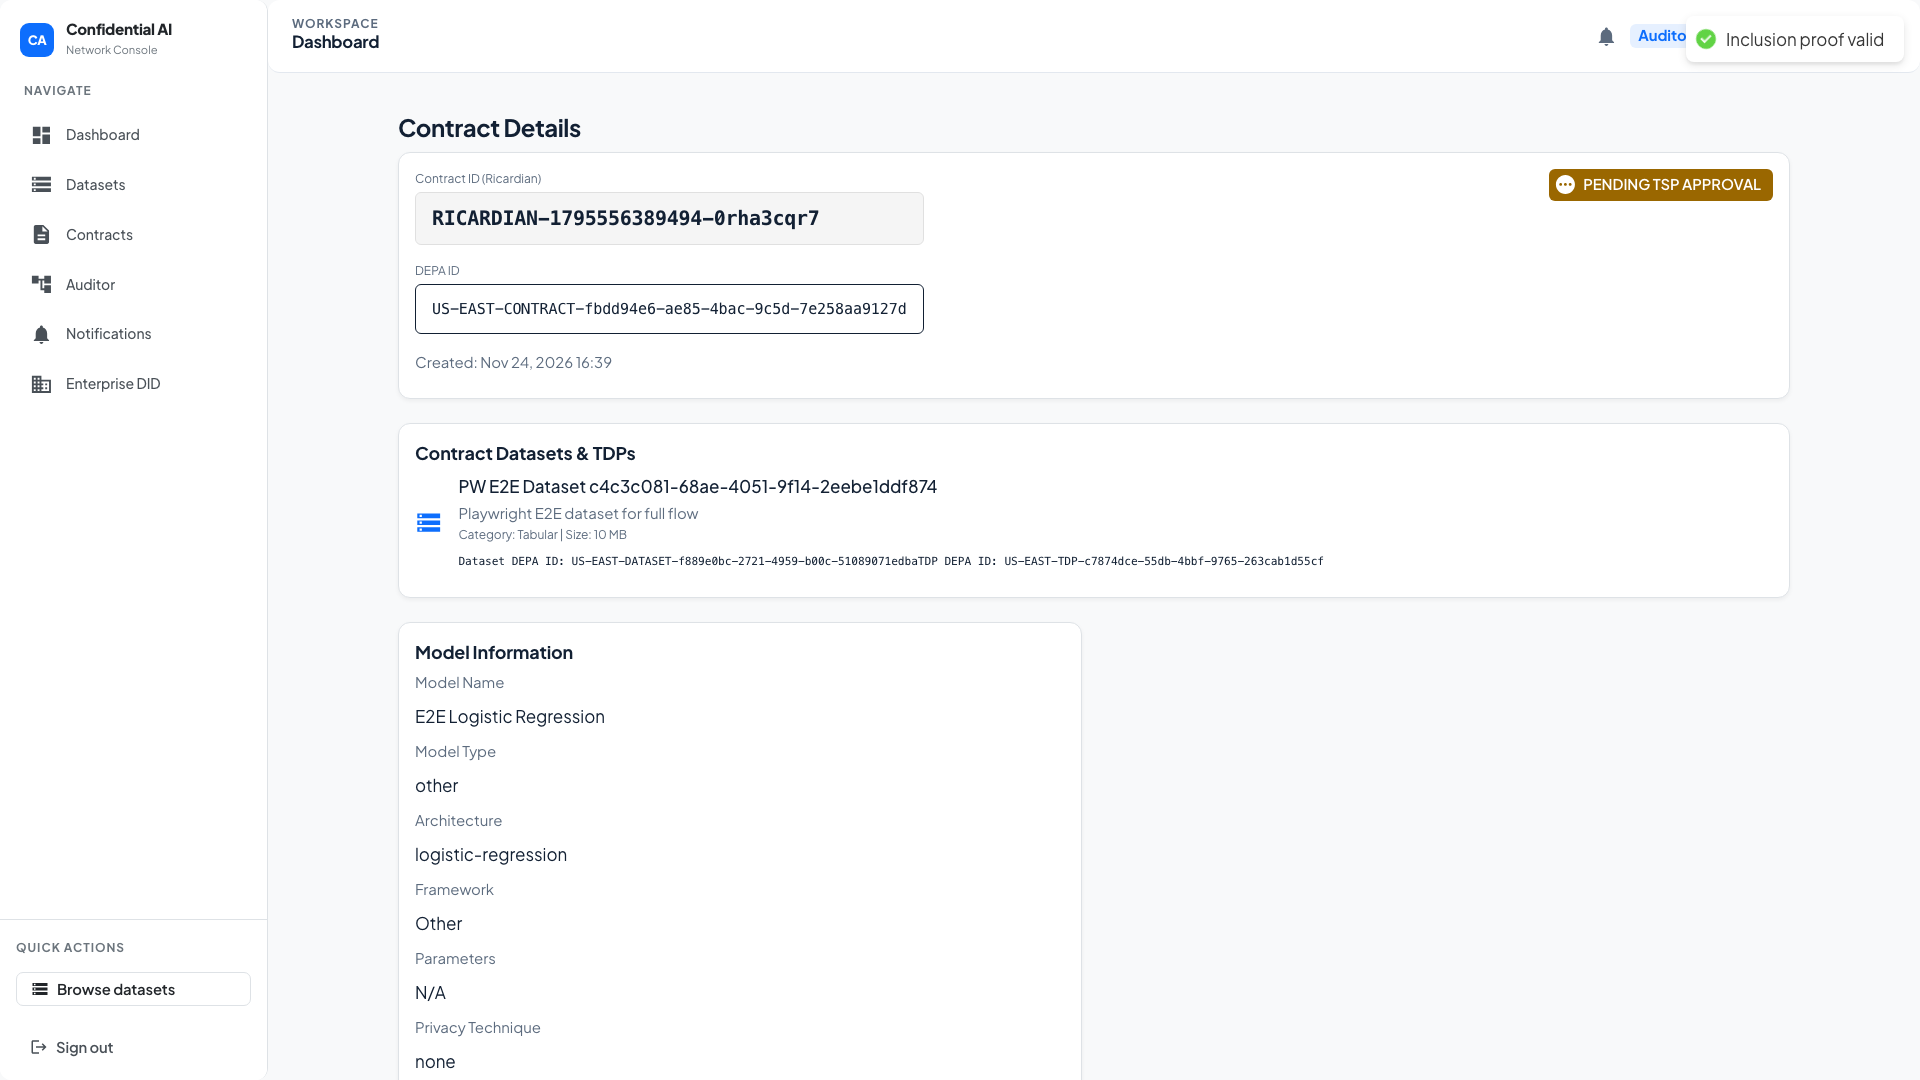 CA
Confidential AI
Network Console
NAVIGATE
Dashboard
Datasets
Contracts
Auditor
Notifications
Enterprise DID
QUICK ACTIONS
Browse datasets
Sign out
WORKSPACE
Dashboard
Audito
Inclusion proof valid
Contract Details
Contract ID (Ricardian)
RICARDIAN-1795556389494-0rha3cqr7
PENDING TSP APPROVAL
DEPA ID
US-EAST-CONTRACT-fbdd94e6-ae85-4bac-9c5d-7e258aa9127d
Created: Nov 24, 2026 16:39
Contract Datasets & TDPs
PW E2E Dataset c4c3c081-68ae-4051-9f14-2eebe1ddf874
Playwright E2E dataset for full flow
Category: Tabular | Size: 10 MB
Dataset DEPA ID: US-EAST-DATASET-f889e0bc-2721-4959-b00c-51089071edbaTDP DEPA ID: US-EAST-TDP-c7874dce-55db-4bbf-9765-263cab1d55cf
Model Information
Model Name
E2E Logistic Regression
Model Type
other
Architecture
logistic-regression
Framework
Other
Parameters
N/A
Privacy Technique
none